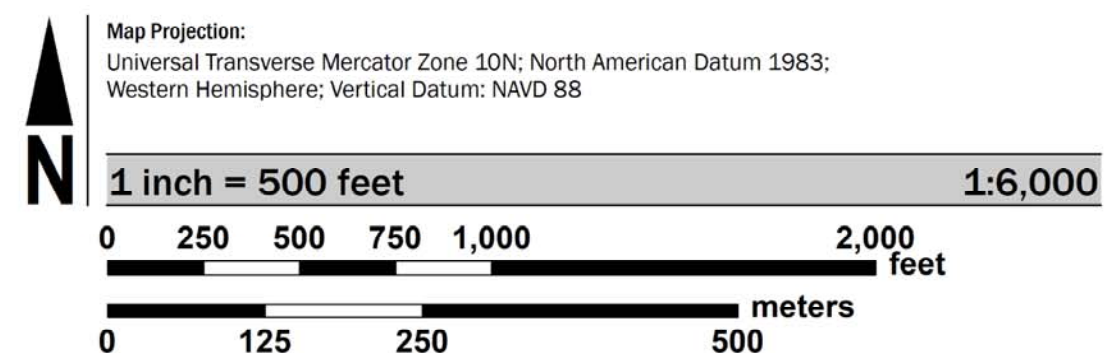 N
Map Projection:
Universal Transverse Mercator Zone 10N; North American Datum 1983;
Western Hemisphere; Vertical Datum: NAVD 88
1 inch = 500 feet 1:6,000
0 250 500 750 1,000 2,000
feet
meters
0 125 250 500